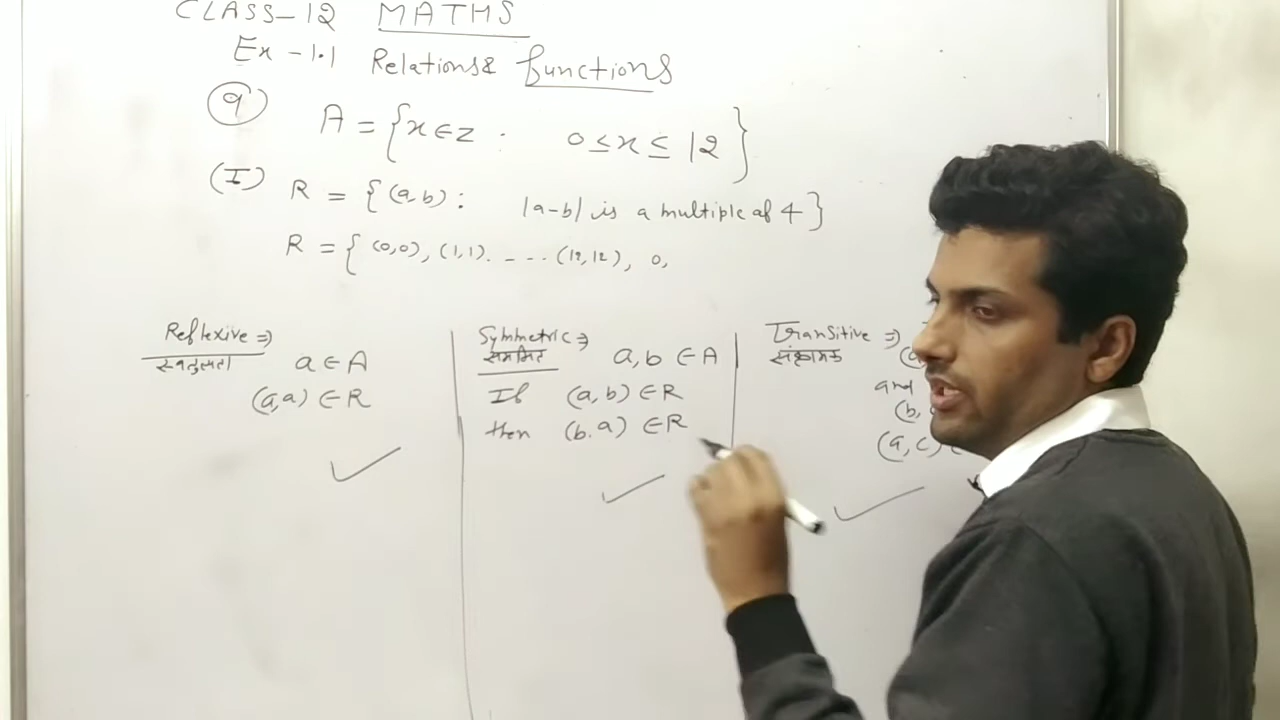 CLASS-12 MATHS
Ex-1.1 Relations& functions
9 A = {x∈Z : 0≤x≤12}
(I) R = {(a,b) : |a-b| is a multiple of 4}
R = {(0,0), (1,1). - -.. (12,12), 0,
Reflexive ⇒
a∈A
(a,a) ∈R
Symmetric ⇒
सममित a,b ∈A
If (a,b) ∈R
then (b.a) ∈R
Transitive ⇒
संक्रामक (a
and
(b,
(a,c)